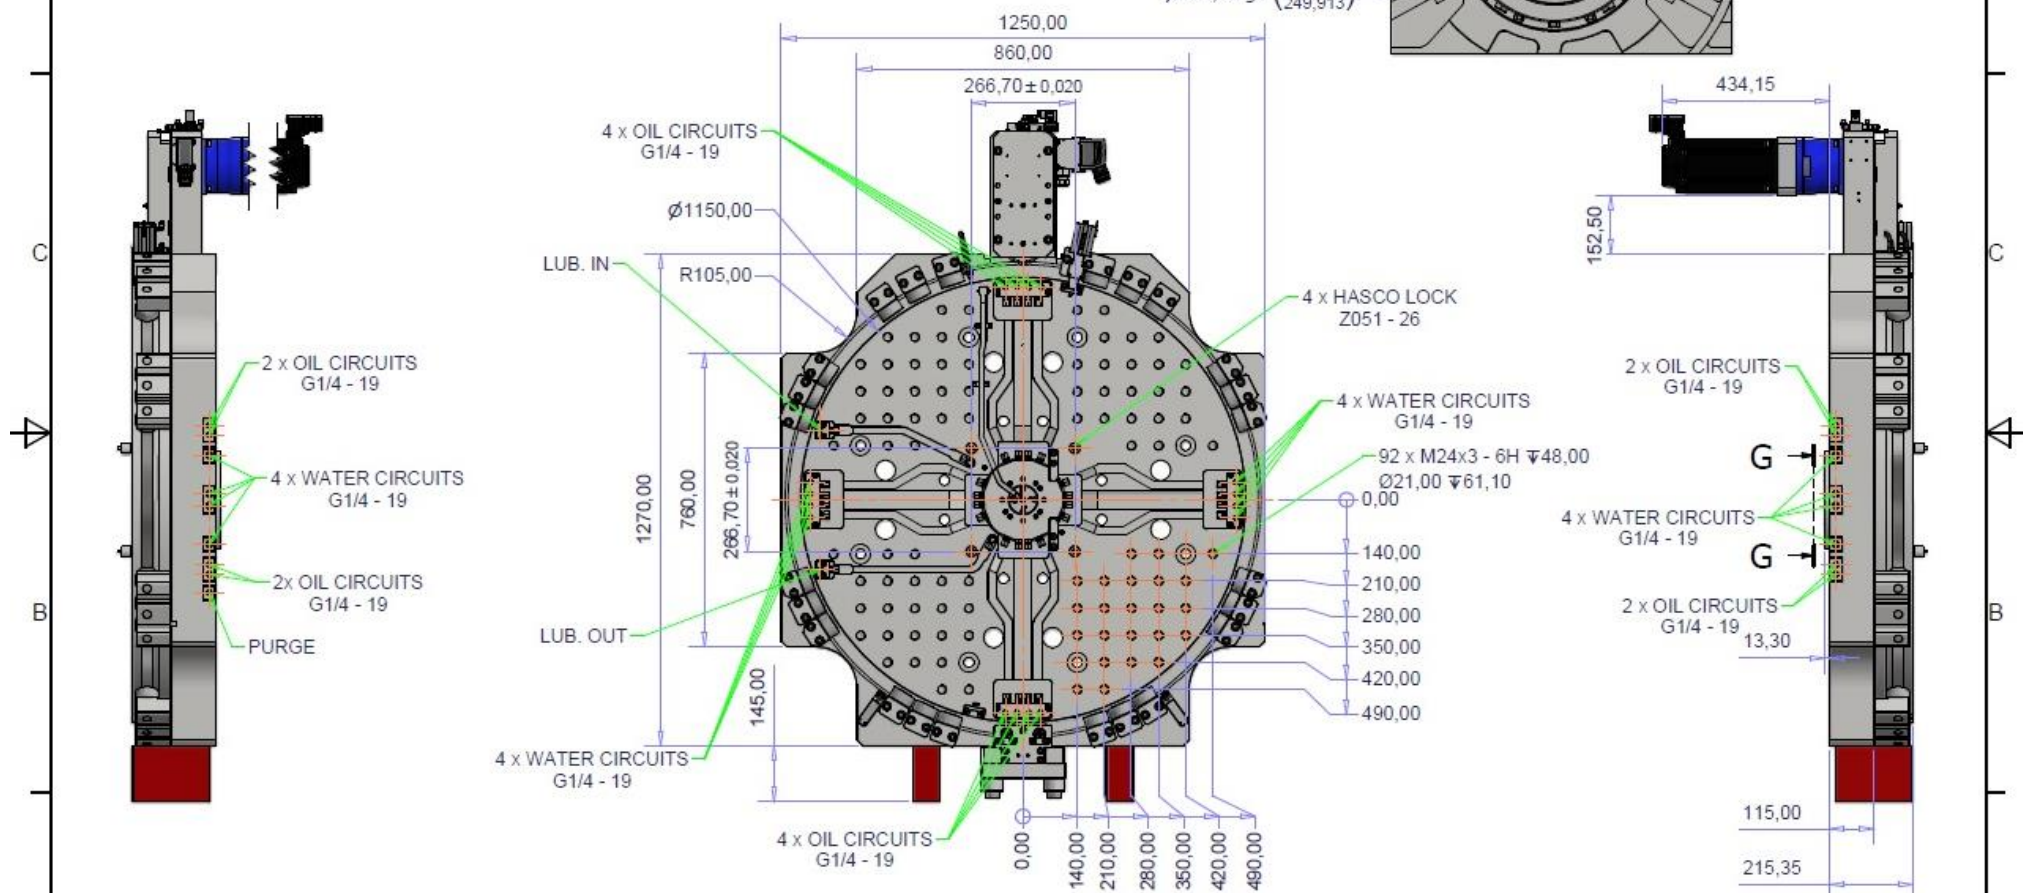 (249,913)
1250,00
860,00
266,70±0,020
434,15
4 x OIL CIRCUITS
G1/4 - 19
Ø1150,00
152,50
C
C
LUB. IN
R105,00
4 x HASCO LOCK
Z051 - 26
2 x OIL CIRCUITS
G1/4 - 19
2 x OIL CIRCUITS
G1/4 - 19
4 x WATER CIRCUITS
G1/4 - 19
G
92 x M24x3 - 6H ↧48,00
Ø21,00 ↧61,10
4 x WATER CIRCUITS
G1/4 - 19
1270,00
760,00
266,70±0,020
0,00
4 x WATER CIRCUITS
G1/4 - 19
G
140,00
210,00
280,00
350,00
420,00
490,00
2x OIL CIRCUITS
G1/4 - 19
2 x OIL CIRCUITS
G1/4 - 19
B
B
LUB. OUT
PURGE
13,30
145,00
4 x WATER CIRCUITS
G1/4 - 19
4 x OIL CIRCUITS
G1/4 - 19
0,00
140,00
210,00
280,00
350,00
420,00
490,00
115,00
215,35